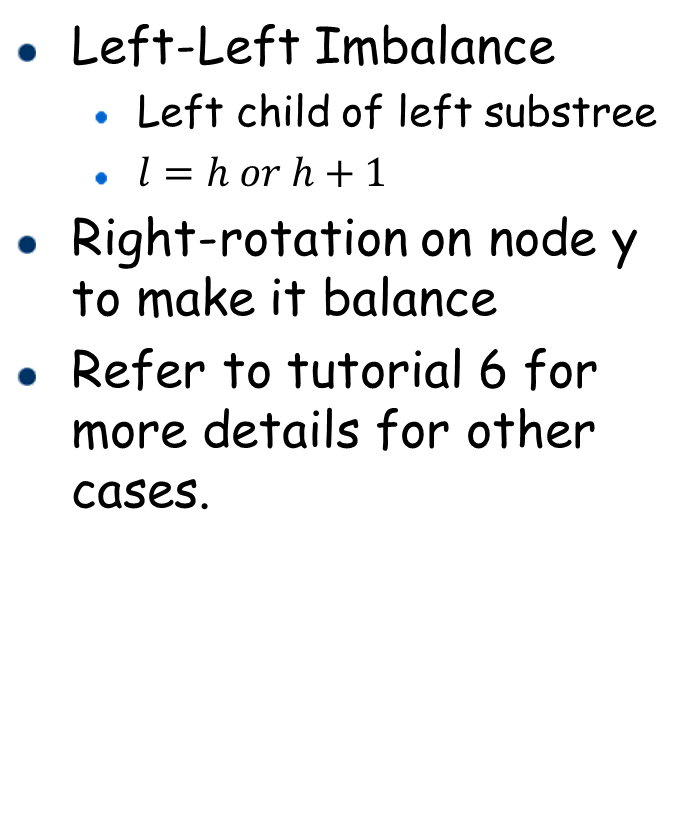 • Left-Left Imbalance
• Left child of left substree
• l = h or h + 1
• Right-rotation on node y
to make it balance
• Refer to tutorial 6 for
more details for other
cases.